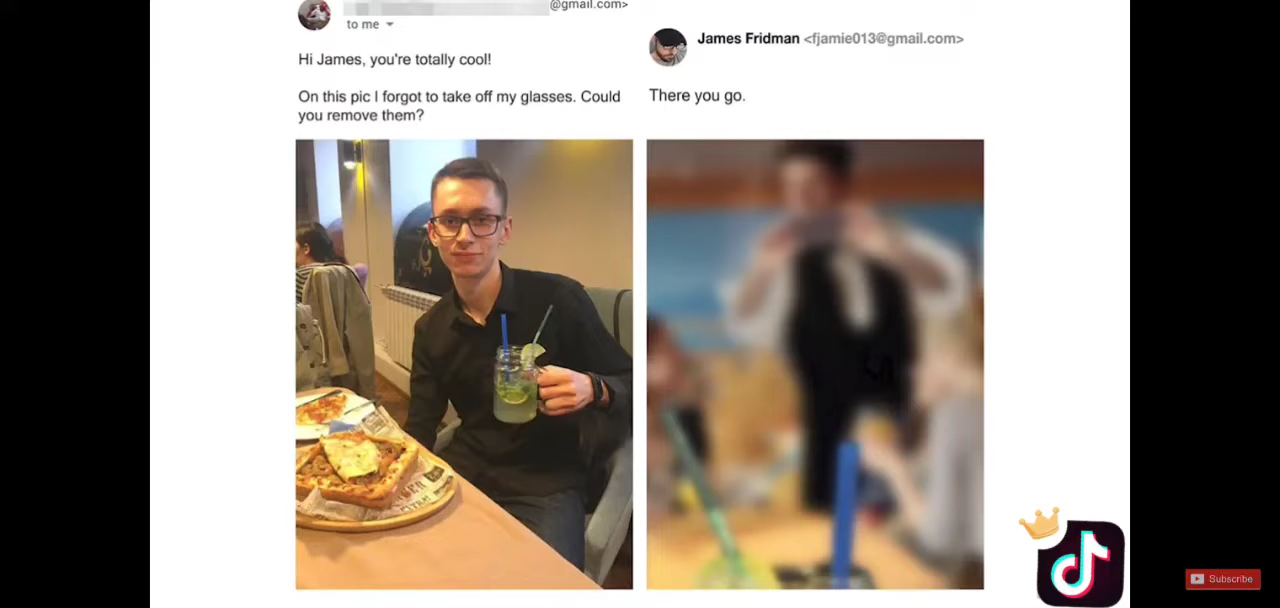 @gmail.com>
to me
Hi James, you're totally cool!
On this pic I forgot to take off my glasses. Could
you remove them?
James Fridman <fjamie013@gmail.com>
There you go.
Subscribe